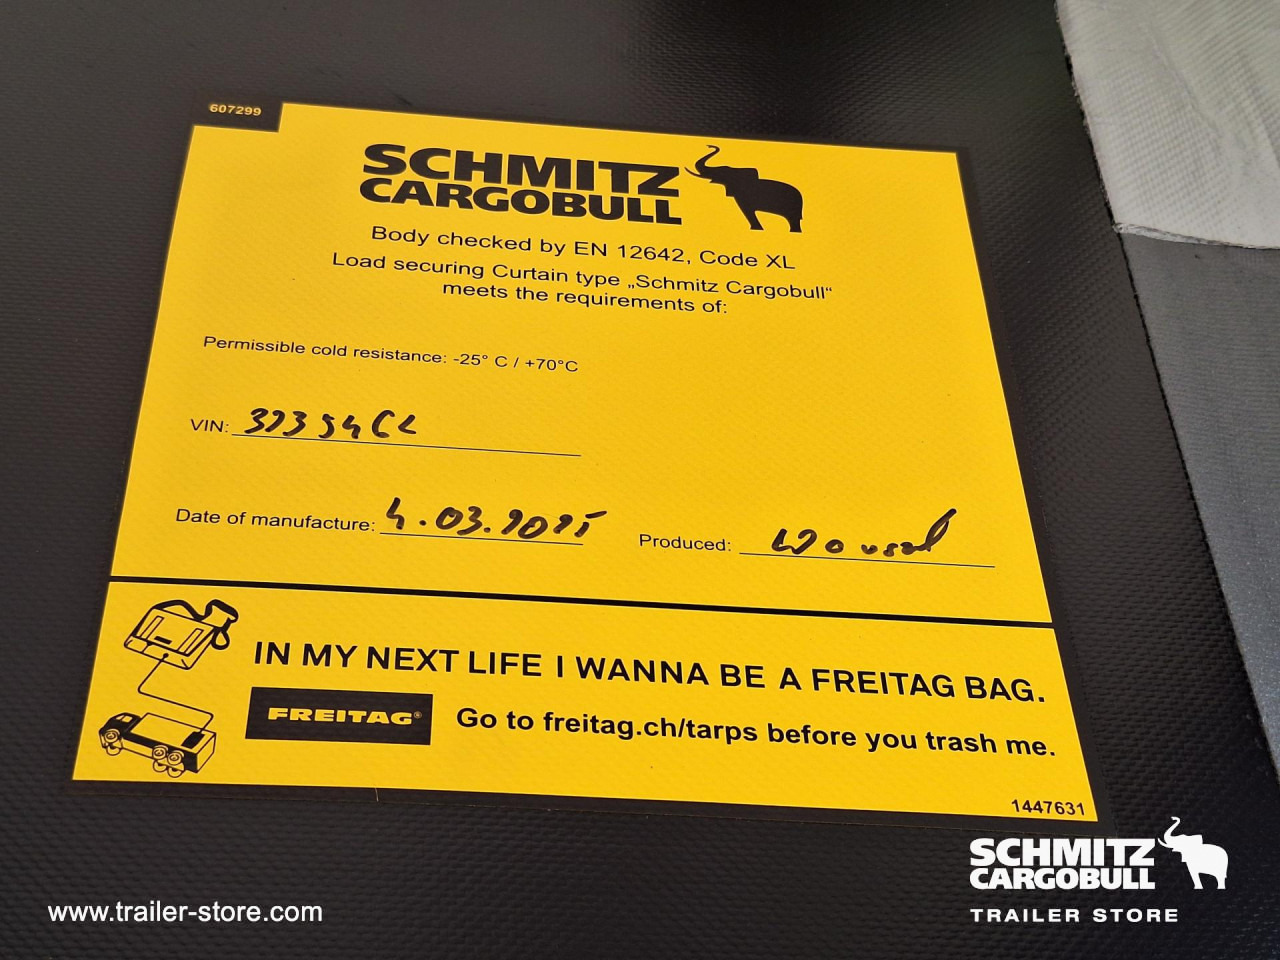 607299
SCHMITZ
CARGOBULL
Body checked by EN 12642, Code XL
Load securing Curtain type „Schmitz Cargobull“
meets the requirements of:
Permissible cold resistance: -25° C / +70°C
VIN:
Date of manufacture: 4.03.2025
Produced:
IN MY NEXT LIFE I WANNA BE A FREITAG BAG.
FREITAG®
Go to freitag.ch/tarps before you trash me.
1447631
SCHMITZ
CARGOBULL
TRAILER STORE
www.trailer-store.com